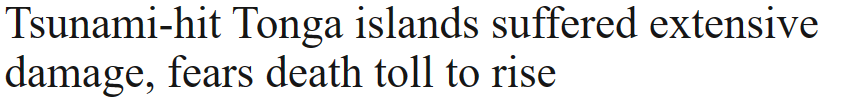 Tsunami-hit Tonga islands suffered extensive
damage, fears death toll to rise